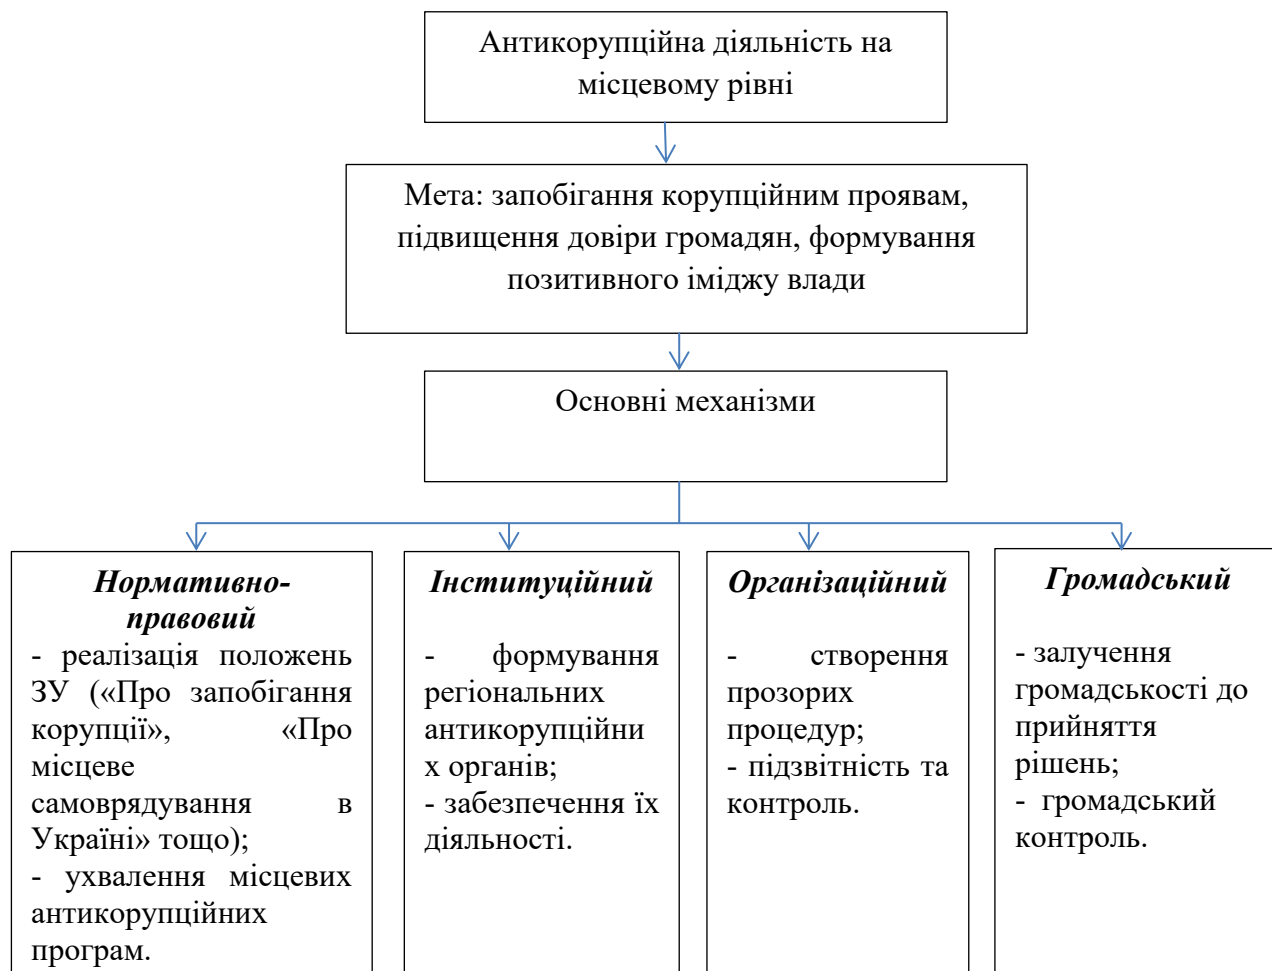 Антикорупційна діяльність на
місцевому рівні
Мета: запобігання корупційним проявам,
підвищення довіри громадян, формування
позитивного іміджу влади
Основні механізми
Нормативно-
правовий
- реалізація положень
ЗУ («Про запобігання
корупції», «Про
місцеве
самоврядування в
Україні» тощо);
- ухвалення місцевих
антикорупційних
програм.
Інституційний
- формування
регіональних
антикорупційни
х органів;
- забезпечення їх
діяльності.
Організаційний
- створення
прозорих
процедур;
- підзвітність та
контроль.
Громадський
- залучення
громадськості до
прийняття
рішень;
- громадський
контроль.